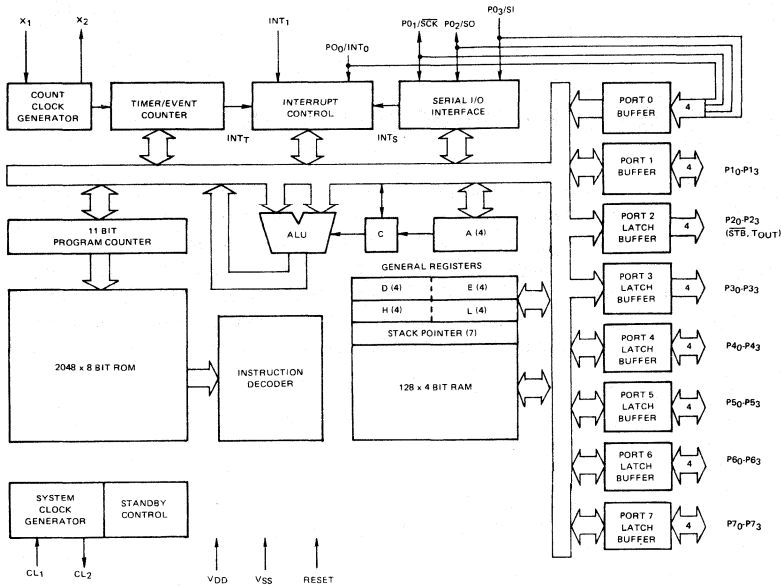 X1
X2
INT1
PO0/INT0
PO1/SCK
PO2/SO
PO3/SI
COUNT
CLOCK
GENERATOR
TIMER/EVENT
COUNTER
INTERRUPT
CONTROL
SERIAL I/O
INTERFACE
PORT 0
BUFFER
4
INTT
INTS
PORT 1
BUFFER
4
P10-P13
11 BIT
PROGRAM COUNTER
ALU
C
A (4)
PORT 2
LATCH
BUFFER
4
P20-P23
(STB, TOUT)
GENERAL REGISTERS
D (4)
E (4)
H (4)
L (4)
STACK POINTER (7)
PORT 3
LATCH
BUFFER
4
P30-P33
2048 x 8 BIT ROM
INSTRUCTION
DECODER
128 x 4 BIT RAM
PORT 4
LATCH
BUFFER
4
P40-P43
PORT 5
LATCH
BUFFER
4
P50-P53
PORT 6
LATCH
BUFFER
4
P60-P63
SYSTEM
CLOCK
GENERATOR
STANDBY
CONTROL
PORT 7
LATCH
BUFFER
4
P70-P73
CL1
CL2
VDD
VSS
RESET